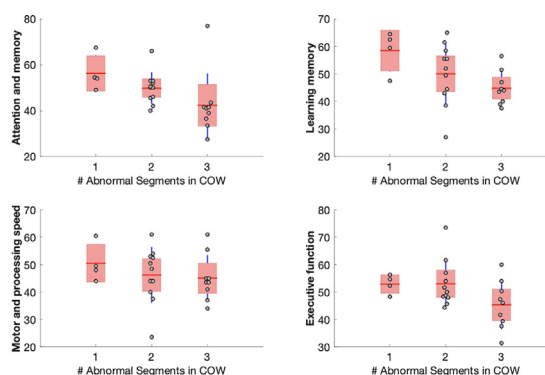 Attention and memory
80
60
40
20
1 2 3
# Abnormal Segments in COW
Learning memory
70
60
50
40
30
20
1 2 3
# Abnormal Segments in COW
Motor and processing speed
70
60
50
40
30
20
1 2 3
# Abnormal Segments in COW
Executive function
80
70
60
50
40
30
1 2 3
# Abnormal Segments in COW